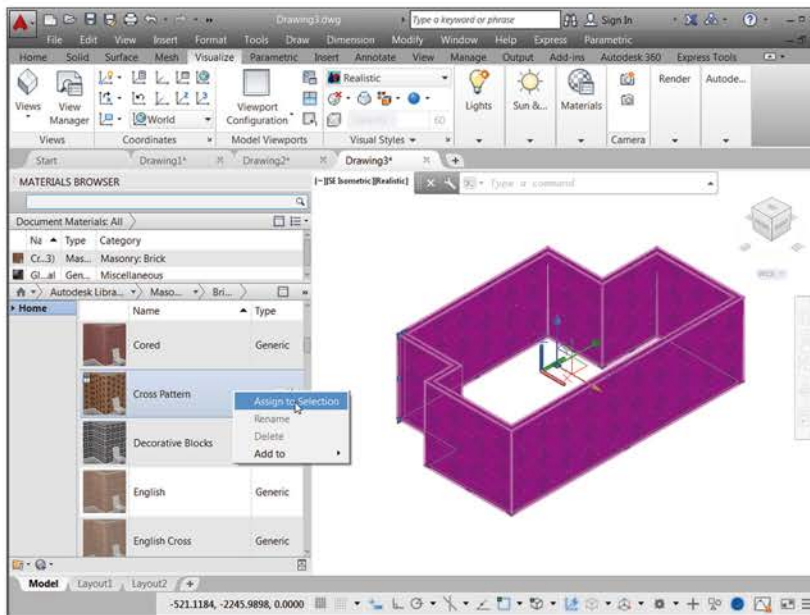 Drawing3.dwg
Type a keyword or phrase
Sign In
File Edit View Insert Format Tools Draw Dimension Modify Window Help Express Parametric
Home Solid Surface Mesh Visualize Parametric Insert Annotate View Manage Output Add-ins Autodesk 360 Express Tools
Views
View Manager
World
Viewport Configuration
Realistic
60
Lights
Sun &...
Materials
Render
Autode...
Views
Coordinates
Model Viewports
Visual Styles
Camera
Start Drawing1* Drawing2* Drawing3*
MATERIALS BROWSER
[−][SE Isometric][Realistic]
Type a command
Document Materials: All
Na Type Category
Cr...3) Mas... Masonry: Brick
Gl...al Gen... Miscellaneous
Autodesk Libra... Maso... Bri...
Home
Name Type
Cored Generic
Cross Pattern
Assign to Selection
Rename
Delete
Add to
Decorative Blocks
English Generic
English Cross Generic
Model Layout1 Layout2 +
-521.1184, -2245.9898, 0.0000